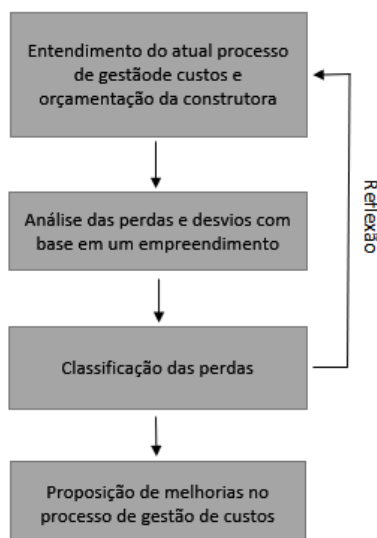 Entendimento do atual processo
de gestãode custos e
orçamentação da construtora
Análise das perdas e desvios com
base em um empreendimento
Reflexão
Classificação das perdas
Proposição de melhorias no
processo de gestão de custos